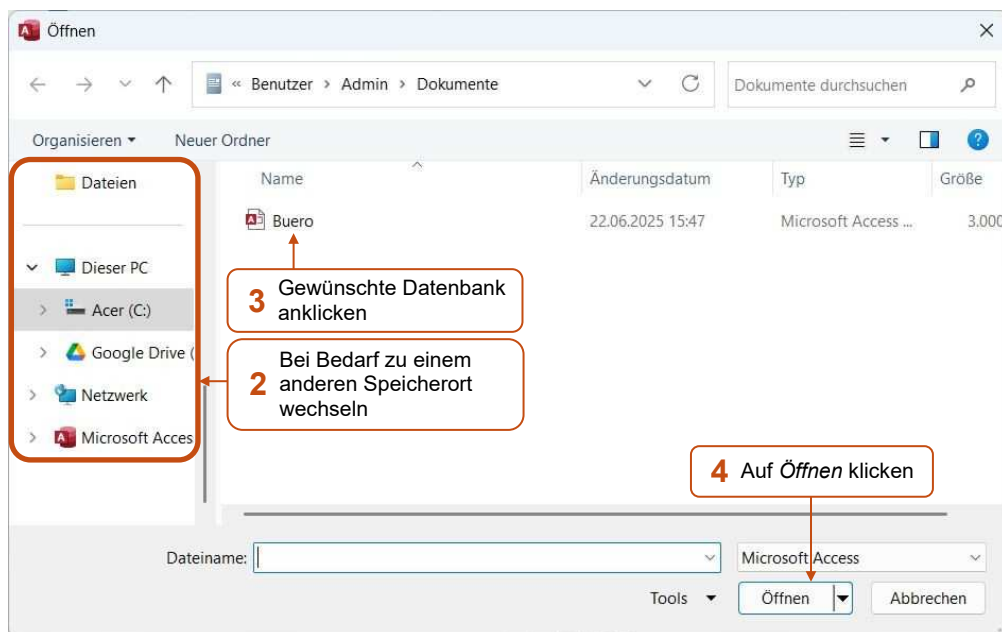 Öffnen
« Benutzer > Admin > Dokumente
Dokumente durchsuchen
Organisieren
Neuer Ordner
Dateien
Name
Änderungsdatum
Typ
Größe
Buero
22.06.2025 15:47
Microsoft Access ...
3.000
Dieser PC
Acer (C:)
Google Drive (
Netzwerk
Microsoft Acces
3 Gewünschte Datenbank
anklicken
2 Bei Bedarf zu einem
anderen Speicherort
wechseln
4 Auf Öffnen klicken
Dateiname:
Microsoft Access
Tools
Öffnen
Abbrechen